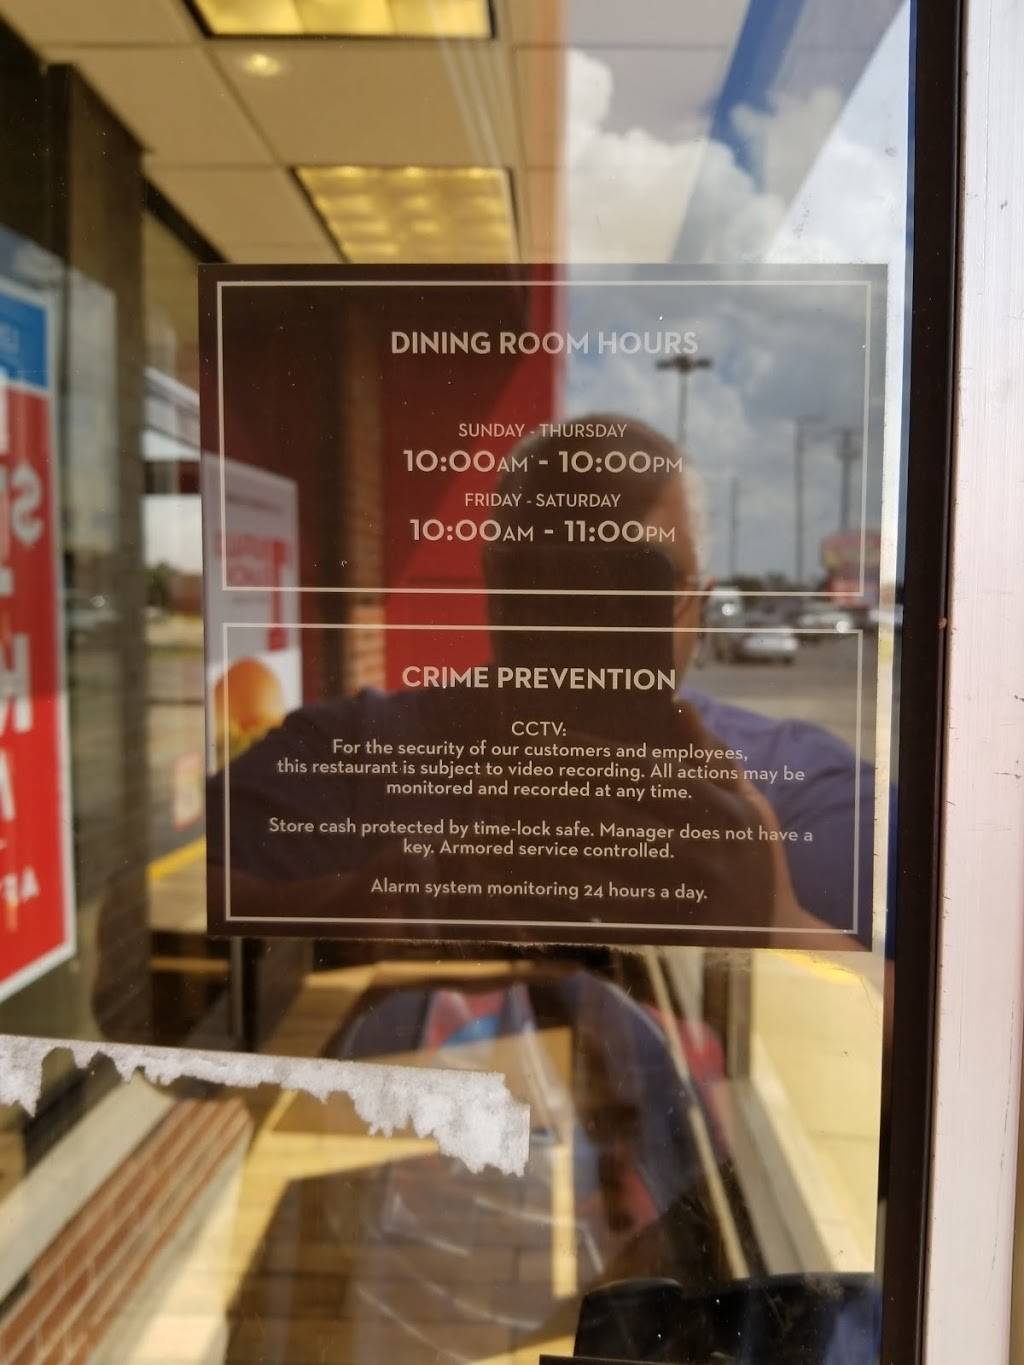 DINING ROOM HOURS
SUNDAY - THURSDAY
10:00AM - 10:00PM
FRIDAY - SATURDAY
10:00AM - 11:00PM
CRIME PREVENTION
CCTV:
For the security of our customers and employees,
this restaurant is subject to video recording. All actions may be
monitored and recorded at any time.
Store cash protected by time-lock safe. Manager does not have a
key. Armored service controlled.
Alarm system monitoring 24 hours a day.